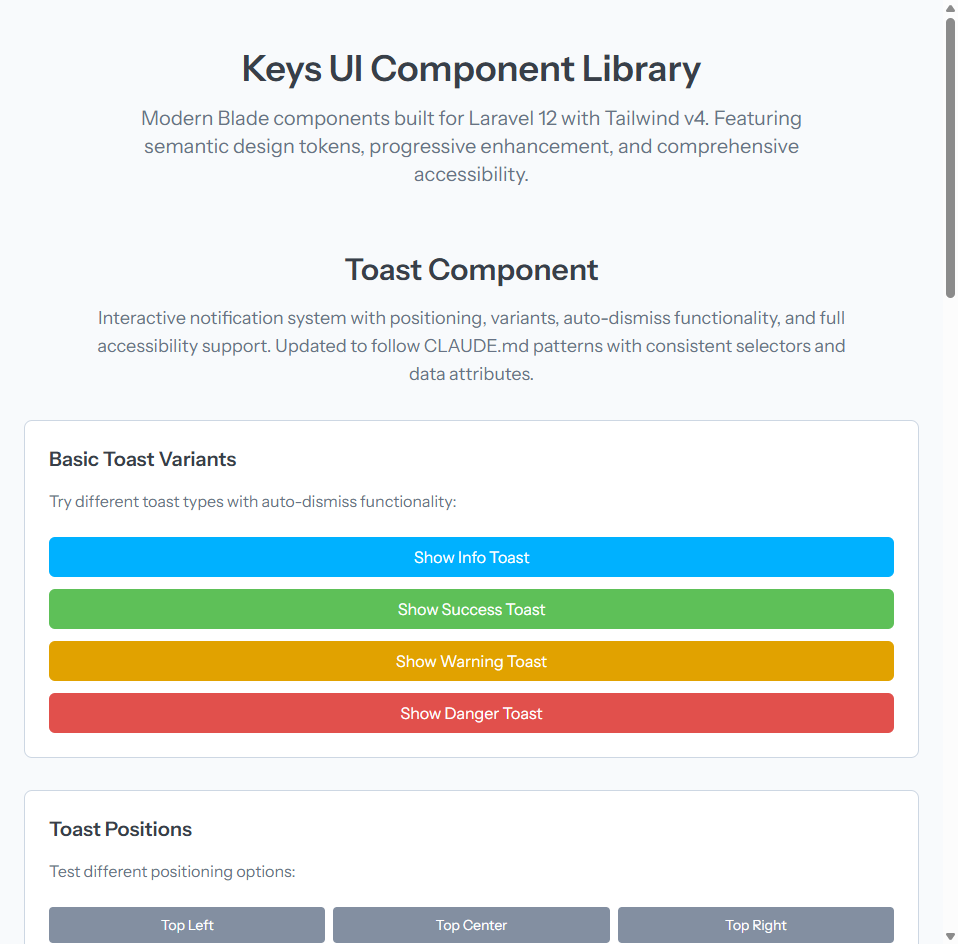 Keys UI Component Library
Modern Blade components built for Laravel 12 with Tailwind v4. Featuring
semantic design tokens, progressive enhancement, and comprehensive
accessibility.
Toast Component
Interactive notification system with positioning, variants, auto-dismiss functionality, and full
accessibility support. Updated to follow CLAUDE.md patterns with consistent selectors and
data attributes.
Basic Toast Variants
Try different toast types with auto-dismiss functionality:
Show Info Toast
Show Success Toast
Show Warning Toast
Show Danger Toast
Toast Positions
Test different positioning options:
Top Left
Top Center
Top Right